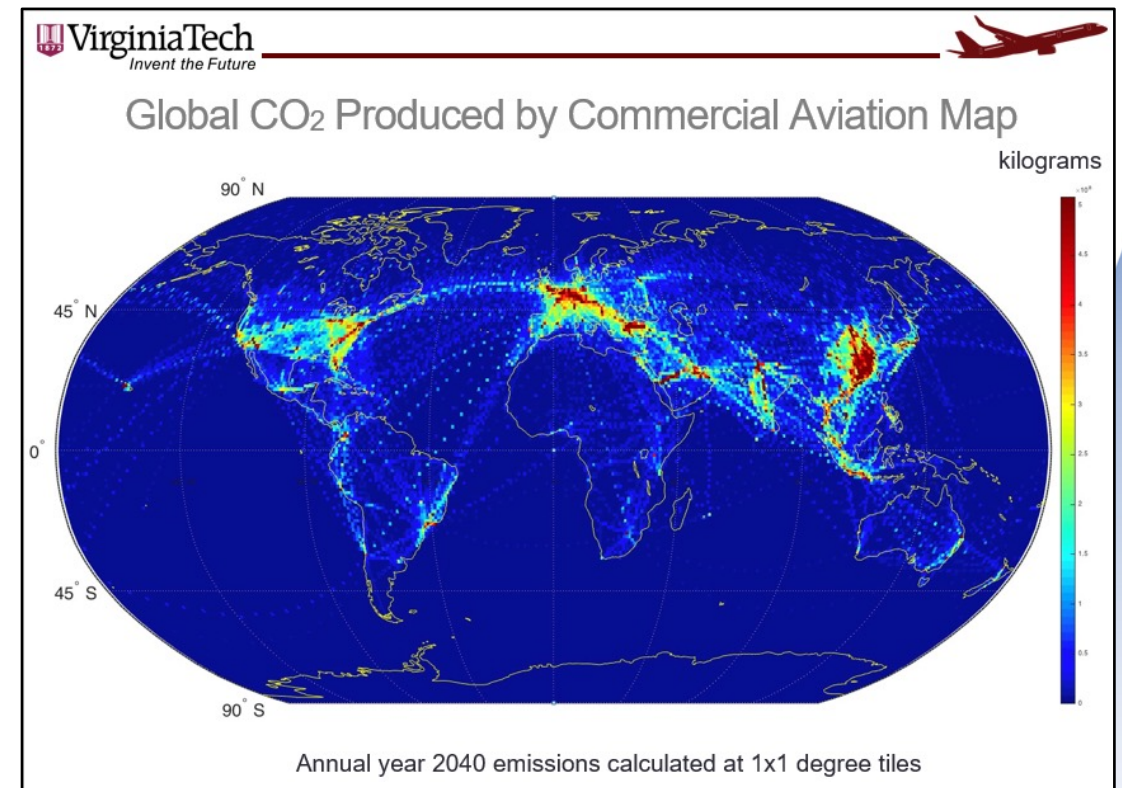 VirginiaTech
1872
Invent the Future
Global CO₂ Produced by Commercial Aviation Map
kilograms
90° N
45° N
0°
45° S
90° S
5
4.5
4
3.5
3
2.5
2
1.5
1
0.5
0
Annual year 2040 emissions calculated at 1x1 degree tiles